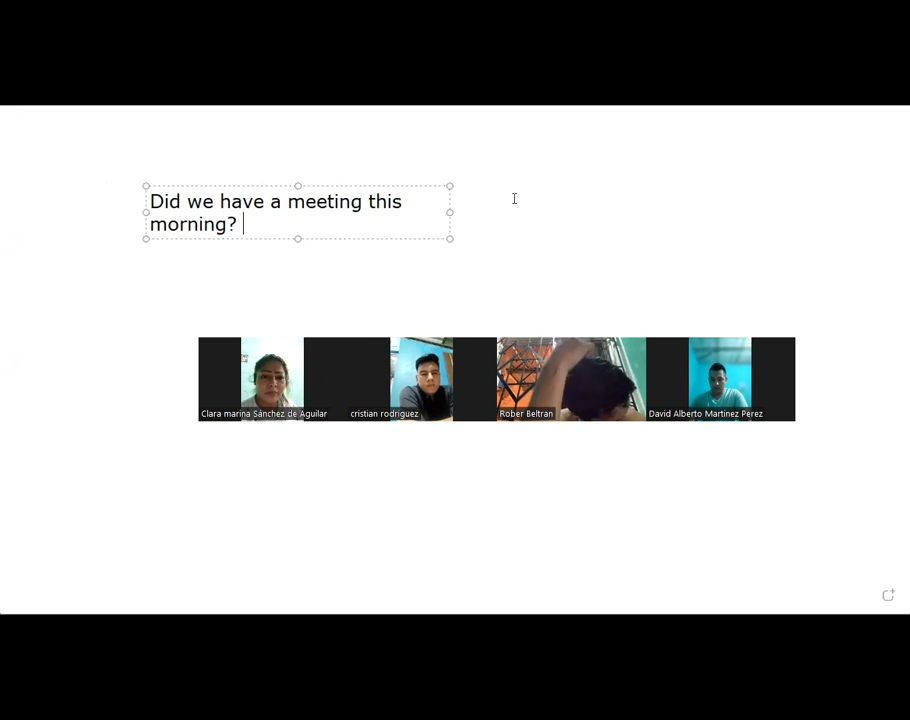 Did we have a meeting this
morning?
Clara marina Sánchez de Aguilar
cristian rodriguez
Rober Beltran
David Alberto Martinez Perez